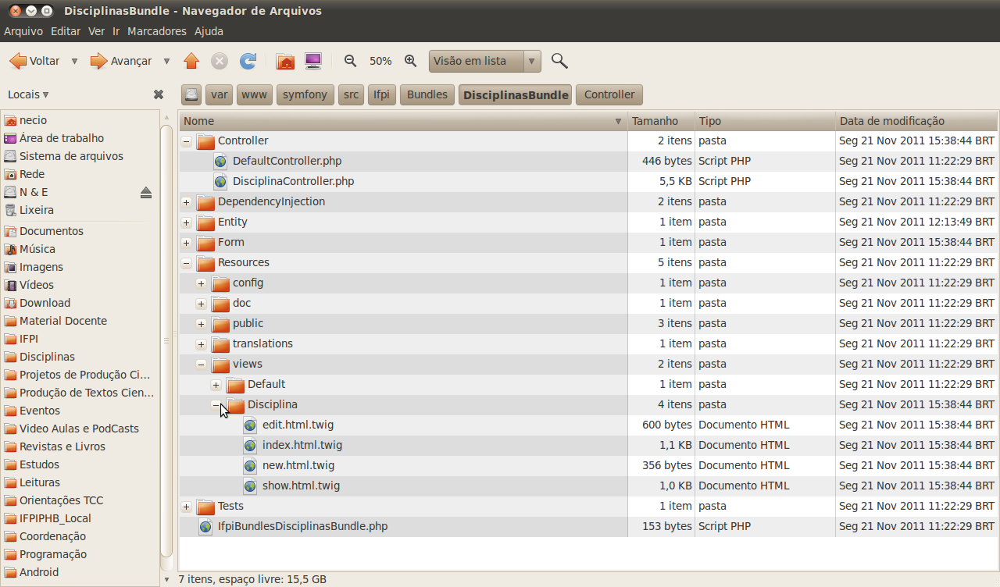 DisciplinasBundle - Navegador de Arquivos
Arquivo Editar Ver Ir Marcadores Ajuda
Voltar Avançar 50% Visão em lista
Locais var www symfony src Ifpi Bundles DisciplinasBundle Controller
Nome Tamanho Tipo Data de modificação
necio
Área de trabalho
Sistema de arquivos
Rede
N & E
Lixeira
Documentos
Música
Imagens
Vídeos
Download
Material Docente
IFPI
Disciplinas
Projetos de Produção Ci...
Produção de Textos Cien...
Eventos
Video Aulas e PodCasts
Revistas e Livros
Estudos
Leituras
Orientações TCC
IFPIPHB_Local
Coordenação
Programação
Android
Controller 2 itens pasta Seg 21 Nov 2011 15:38:44 BRT
DefaultController.php 446 bytes Script PHP Seg 21 Nov 2011 11:22:29 BRT
DisciplinaController.php 5,5 KB Script PHP Seg 21 Nov 2011 15:38:44 BRT
DependencyInjection 2 itens pasta Seg 21 Nov 2011 11:22:29 BRT
Entity 1 item pasta Seg 21 Nov 2011 12:13:49 BRT
Form 1 item pasta Seg 21 Nov 2011 15:38:44 BRT
Resources 5 itens pasta Seg 21 Nov 2011 11:22:29 BRT
config 1 item pasta Seg 21 Nov 2011 11:22:29 BRT
doc 1 item pasta Seg 21 Nov 2011 11:22:29 BRT
public 3 itens pasta Seg 21 Nov 2011 11:22:29 BRT
translations 1 item pasta Seg 21 Nov 2011 11:22:29 BRT
views 2 itens pasta Seg 21 Nov 2011 11:22:29 BRT
Default 1 item pasta Seg 21 Nov 2011 11:22:29 BRT
Disciplina 4 itens pasta Seg 21 Nov 2011 15:38:44 BRT
edit.html.twig 600 bytes Documento HTML Seg 21 Nov 2011 15:38:44 BRT
index.html.twig 1,1 KB Documento HTML Seg 21 Nov 2011 15:38:44 BRT
new.html.twig 356 bytes Documento HTML Seg 21 Nov 2011 15:38:44 BRT
show.html.twig 1,0 KB Documento HTML Seg 21 Nov 2011 15:38:44 BRT
Tests 1 item pasta Seg 21 Nov 2011 11:22:29 BRT
IfpiBundlesDisciplinasBundle.php 153 bytes Script PHP Seg 21 Nov 2011 11:22:29 BRT
7 itens, espaço livre: 15,5 GB